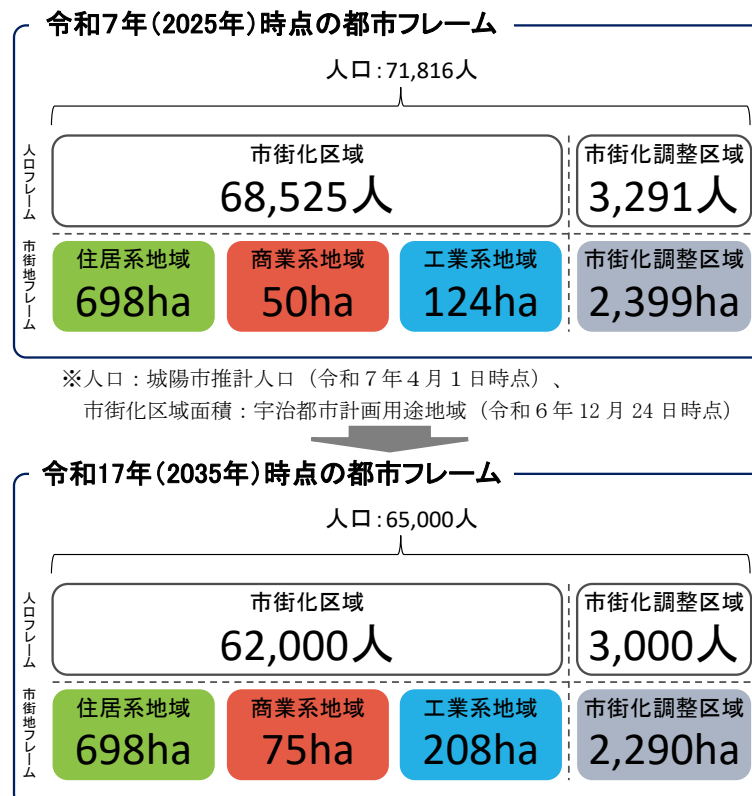 令和7年(2025年)時点の都市フレーム
人口:71,816人
人口フレーム
市街化区域
68,525人
市街化調整区域
3,291人
市街地フレーム
住居系地域
698ha
商業系地域
50ha
工業系地域
124ha
市街化調整区域
2,399ha
※人口:城陽市推計人口(令和7年4月1日時点)、
市街化区域面積:宇治都市計画用途地域(令和6年12月24日時点)
令和17年(2035年)時点の都市フレーム
人口:65,000人
人口フレーム
市街化区域
62,000人
市街化調整区域
3,000人
市街地フレーム
住居系地域
698ha
商業系地域
75ha
工業系地域
208ha
市街化調整区域
2,290ha